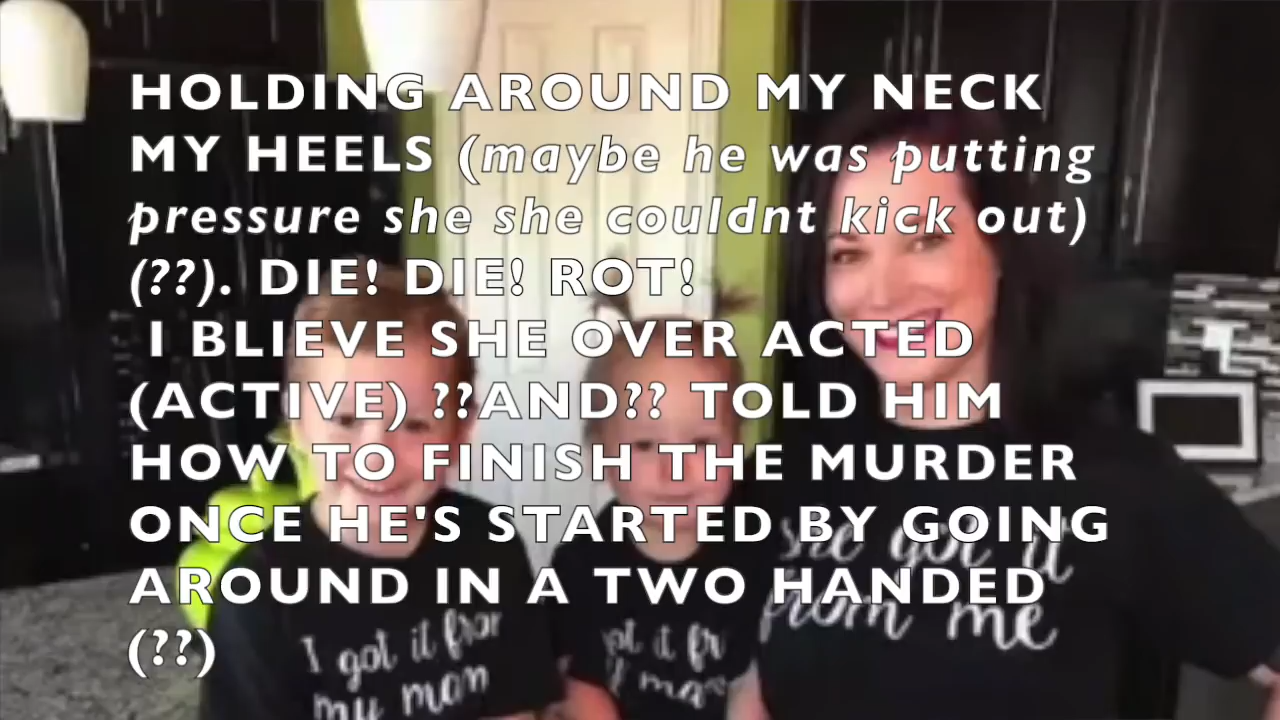 HOLDING AROUND MY NECK
MY HEELS (maybe he was putting
pressure she she couldnt kick out)
(??). DIE! DIE! ROT!
I BLIEVE SHE OVER ACTED
(ACTIVE) ??AND?? TOLD HIM
HOW TO FINISH THE MURDER
ONCE HE'S STARTED BY GOING
AROUND IN A TWO HANDED
(??)
she got it
from me
I got it from
my mom
got it fr